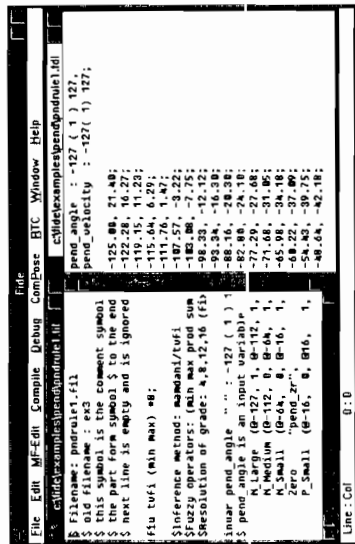 Fide
File Edit MF-Edit Compile Debug ComPose RTC Window Help
c:\fide\examples\pend\pndrule1.fil
$ Filename: pndrule1.fil
$ old filename : ex3
$ this symbol is the comment symbol
$ the part form symbol $ to the end
$ next line is empty and is ignored
fiu tvfi (min max) *8;
$Inference method: mamdani/tvfi
$Fuzzy operators: (min max prod sum
$Resolution of grade: 4,8,12,16 (fix
invar pend_angle " " : -127 ( 1 ) 1
$ pend_angle is an input variable
N_Large (@-127, 1, @-112, 1,
N_Medium (@-112, 0, @-64, 1,
N_Small (@-64, 0, @-16, 1,
Zero "pend_zr"
P_Small (@-16, 0, @16, 1,
c:\fide\examples\pend\pndrule1.fdl
pend_angle : -127 ( 1 ) 127,
pend_velocity : -127( 1) 127;
-125.00, 21.40;
-122.28, 16.27;
-119.15, 11.23;
-115.64, 6.29;
-111.76, 1.47;
-107.57, -3.22;
-103.08, -7.75;
-98.33, -12.12;
-93.34, -16.30;
-88.16, -20.30;
-82.80, -24.10;
-77.29, -27.68;
-71.68, -31.05;
-65.98, -34.18;
-60.22, -37.09;
-54.43, -39.75;
-48.64, -42.18;
Line : Col 0 : 0